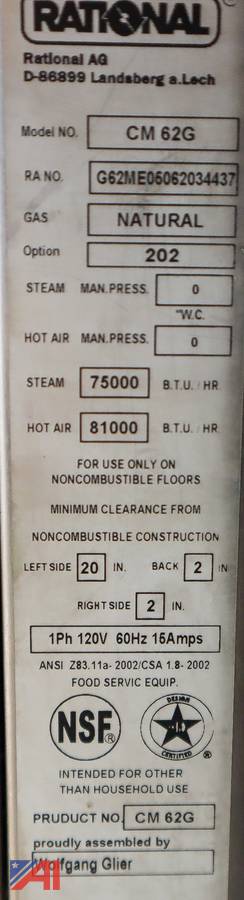 RATIONAL
®
Rational AG
D-86899 Landsberg a.Lech
Model NO. CM 62G
RA NO. G62ME05062034437
GAS NATURAL
Option 202
STEAM MAN.PRESS. 0
"W.C.
HOT AIR MAN.PRESS. 0
STEAM 75000 B.T.U./HR
HOT AIR 81000 B.T.U./HR
FOR USE ONLY ON
NONCOMBUSTIBLE FLOORS
MINIMUM CLEARANCE FROM
NONCOMBUSTIBLE CONSTRUCTION
LEFT SIDE 20 IN. BACK 2 IN
RIGHT SIDE 2 IN.
1Ph 120V 60Hz 15Amps
ANSI Z83.11a- 2002/CSA 1.8- 2002
FOOD SERVIC EQUIP.
NSF®
DESIGN
CERTIFIED ®
INTENDED FOR OTHER
THAN HOUSEHOLD USE
PRODUCT NO. CM 62G
proudly assembled by
Wolfgang Glier
AI